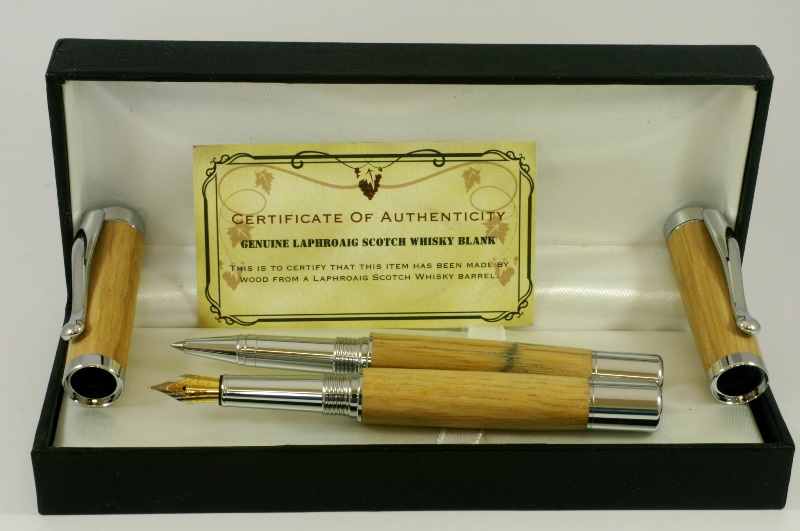 CERTIFICATE OF AUTHENTICITY
GENUINE LAPHROAIG SCOTCH WHISKY BLANK
THIS IS TO CERTIFY THAT THIS ITEM HAS BEEN MADE BY
WOOD FROM A LAPHROAIG SCOTCH WHISKY BARREL.